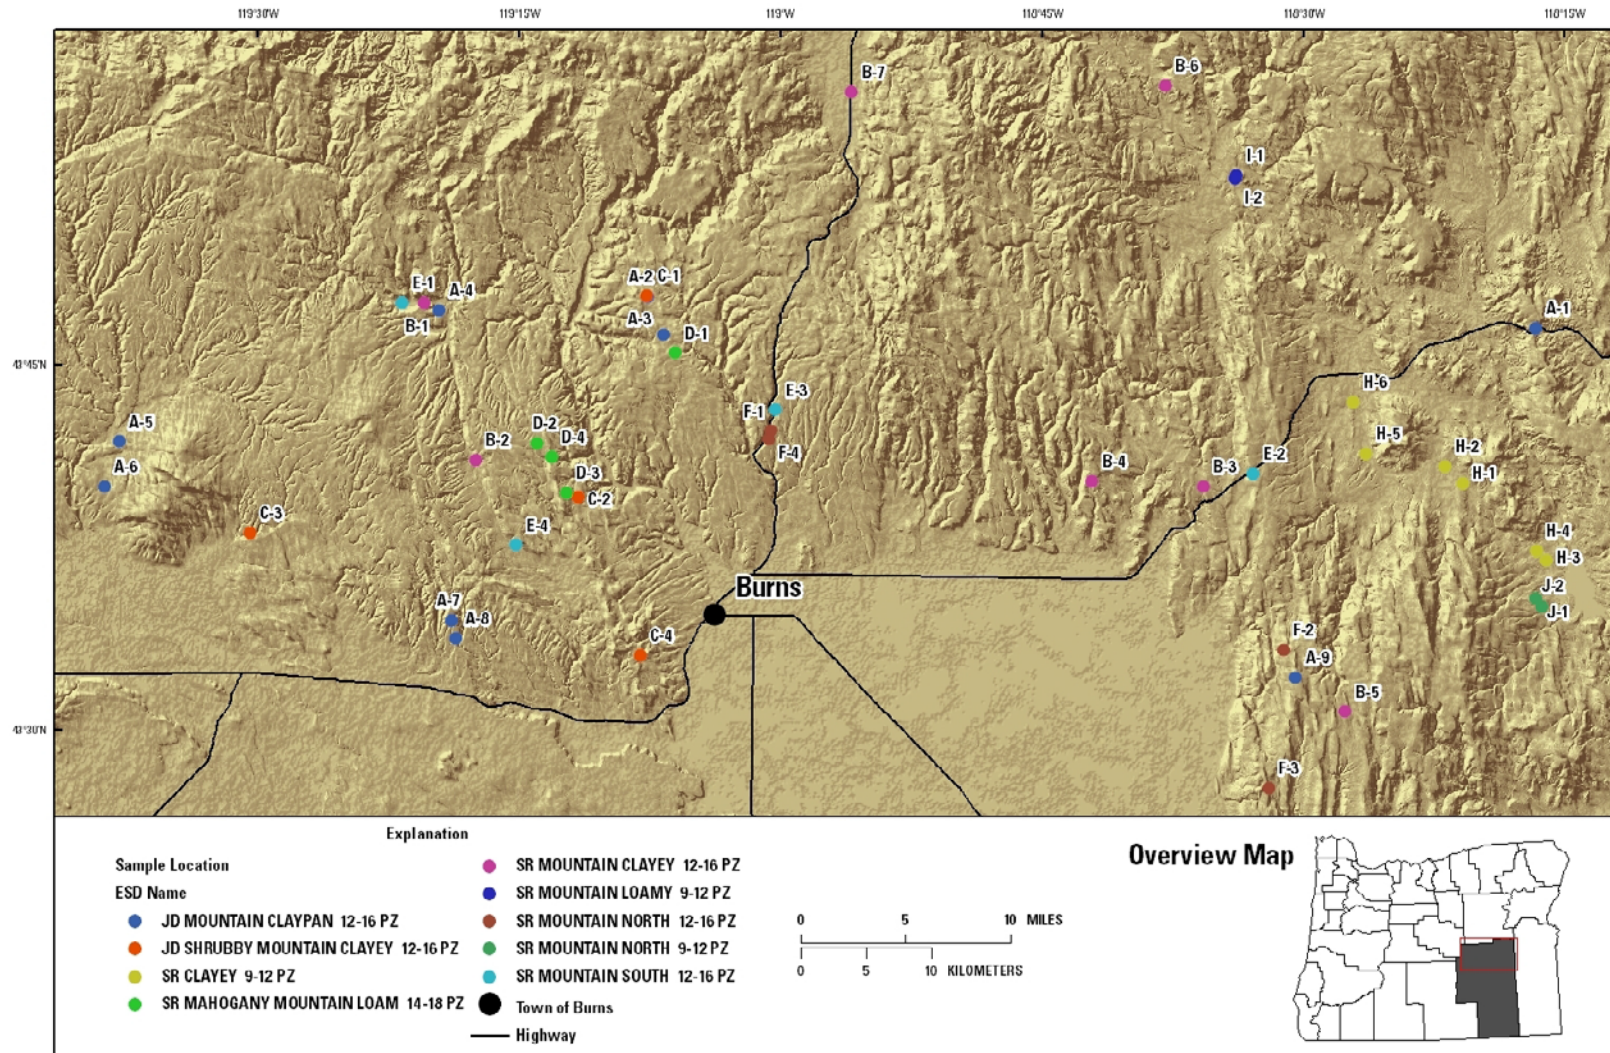 119°30'W 119°15'W 119°W 118°45'W 118°30'W 118°15'W
B-7
B-6
I-1
I-2
E-1
A-4
B-1
A-2 C-1
A-3
D-1
A-1
43°45'N
E-3
F-1
F-4
H-6
H-5
H-2
H-1
A-5
A-6
B-2
D-2
D-4
D-3
C-2
B-4
B-3
E-2
C-3
E-4
H-4
H-3
J-2
J-1
Burns
A-7
A-8
C-4
F-2
A-9
B-5
43°30'N
F-3
Explanation
Sample Location
ESD Name
JD MOUNTAIN CLAYPAN 12-16 PZ
JD SHRUBBY MOUNTAIN CLAYEY 12-16 PZ
SR CLAYEY 9-12 PZ
SR MAHOGANY MOUNTAIN LOAM 14-18 PZ
SR MOUNTAIN CLAYEY 12-16 PZ
SR MOUNTAIN LOAMY 9-12 PZ
SR MOUNTAIN NORTH 12-16 PZ
SR MOUNTAIN NORTH 9-12 PZ
SR MOUNTAIN SOUTH 12-16 PZ
Town of Burns
Highway
0 5 10 MILES
0 5 10 KILOMETERS
Overview Map